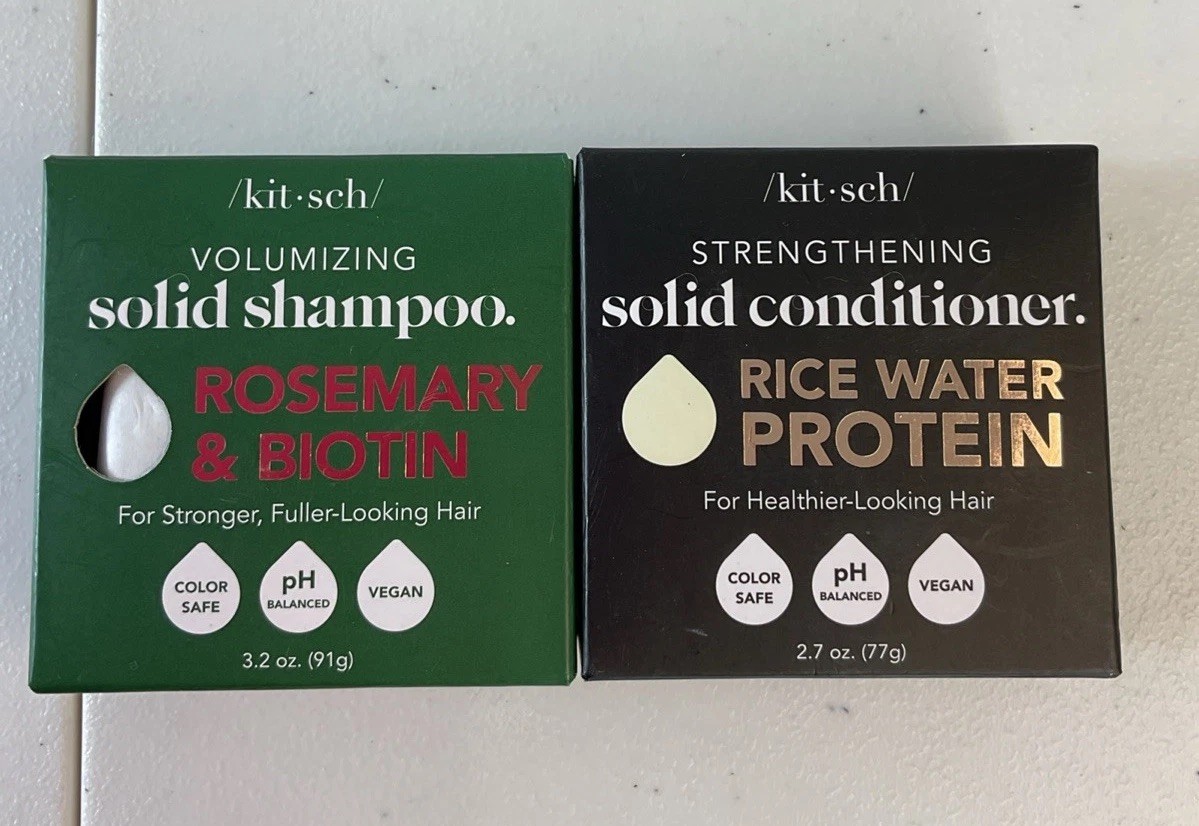 /kit·sch/
VOLUMIZING
solid shampoo.
ROSEMARY
& BIOTIN
For Stronger, Fuller-Looking Hair
COLOR
SAFE
pH
BALANCED
VEGAN
3.2 oz. (91g)
/kit·sch/
STRENGTHENING
solid conditioner.
RICE WATER
PROTEIN
For Healthier-Looking Hair
COLOR
SAFE
pH
BALANCED
VEGAN
2.7 oz. (77g)